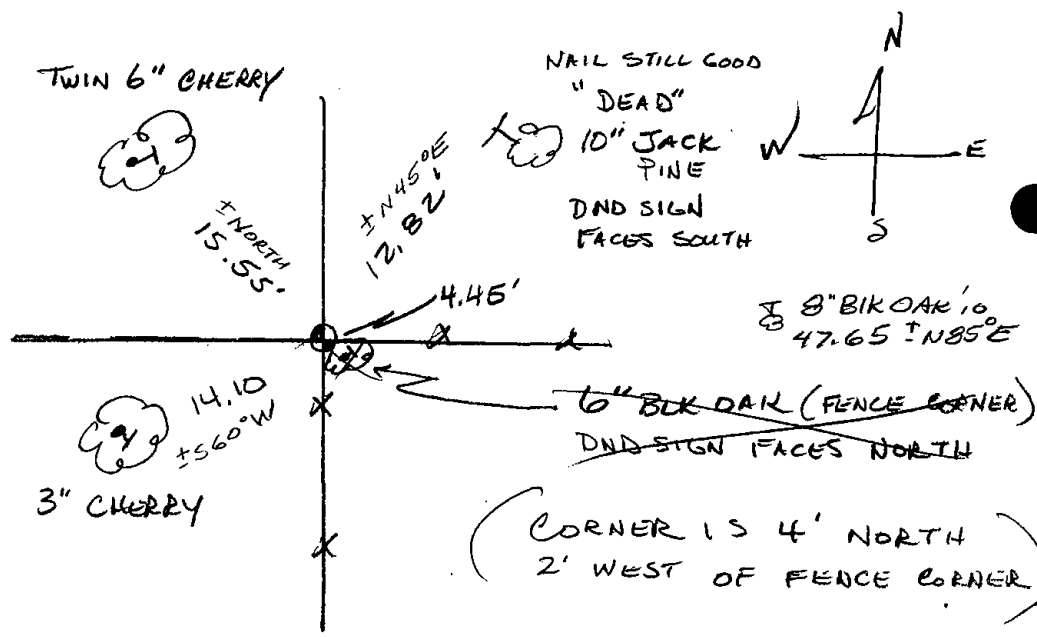 TWIN 6" CHERRY
NAIL STILL GOOD
"DEAD"
10" JACK
PINE
DND SIGN
FACES SOUTH
N
W
E
S
± NORTH
15.55'
± N45°E
12.82'
4.45'
8" BLK OAK
47.65 ± N85°E
14.10
± S60°W
3" CHERRY
6" BLK OAK (FENCE CORNER)
DND SIGN FACES NORTH
(CORNER IS 4' NORTH
2' WEST OF FENCE CORNER)